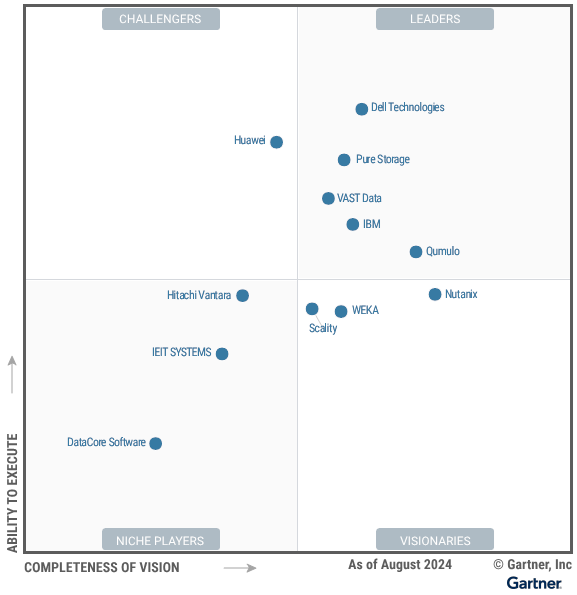 CHALLENGERS
LEADERS
Dell Technologies
Huawei
Pure Storage
VAST Data
IBM
Qumulo
Hitachi Vantara
Nutanix
WEKA
Scality
IEIT SYSTEMS
DataCore Software
NICHE PLAYERS
VISIONARIES
ABILITY TO EXECUTE
COMPLETENESS OF VISION
As of August 2024
© Gartner, Inc
Gartner